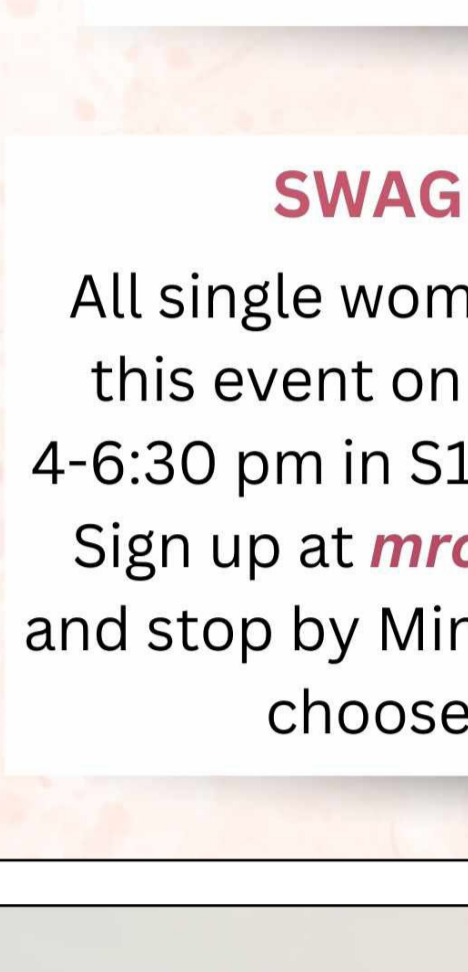 SWAG
All single wom
this event on
4-6:30 pm in S1
Sign up at mrc
and stop by Min
choose